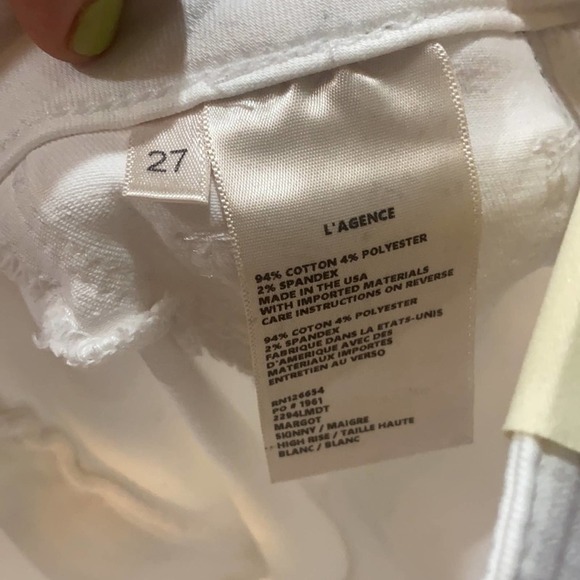 27
L'AGENCE
94% COTTON 4% POLYESTER
2% SPANDEX
MADE IN THE USA
WITH IMPORTED MATERIALS
CARE INSTRUCTIONS ON REVERSE
94% COTON 4% POLYESTER
2% SPANDEX
FABRIQUE DANS LA ETATS-UNIS
D'AMERIQUE AVEC DES
MATERIAUX IMPORTES
ENTRETIEN AU VERSO
RN126654
PO # 1961
2294LMDT
MARGOT
SIGNNY / MAIGRE
HIGH RISE / TAILLE HAUTE
BLANC / BLANC